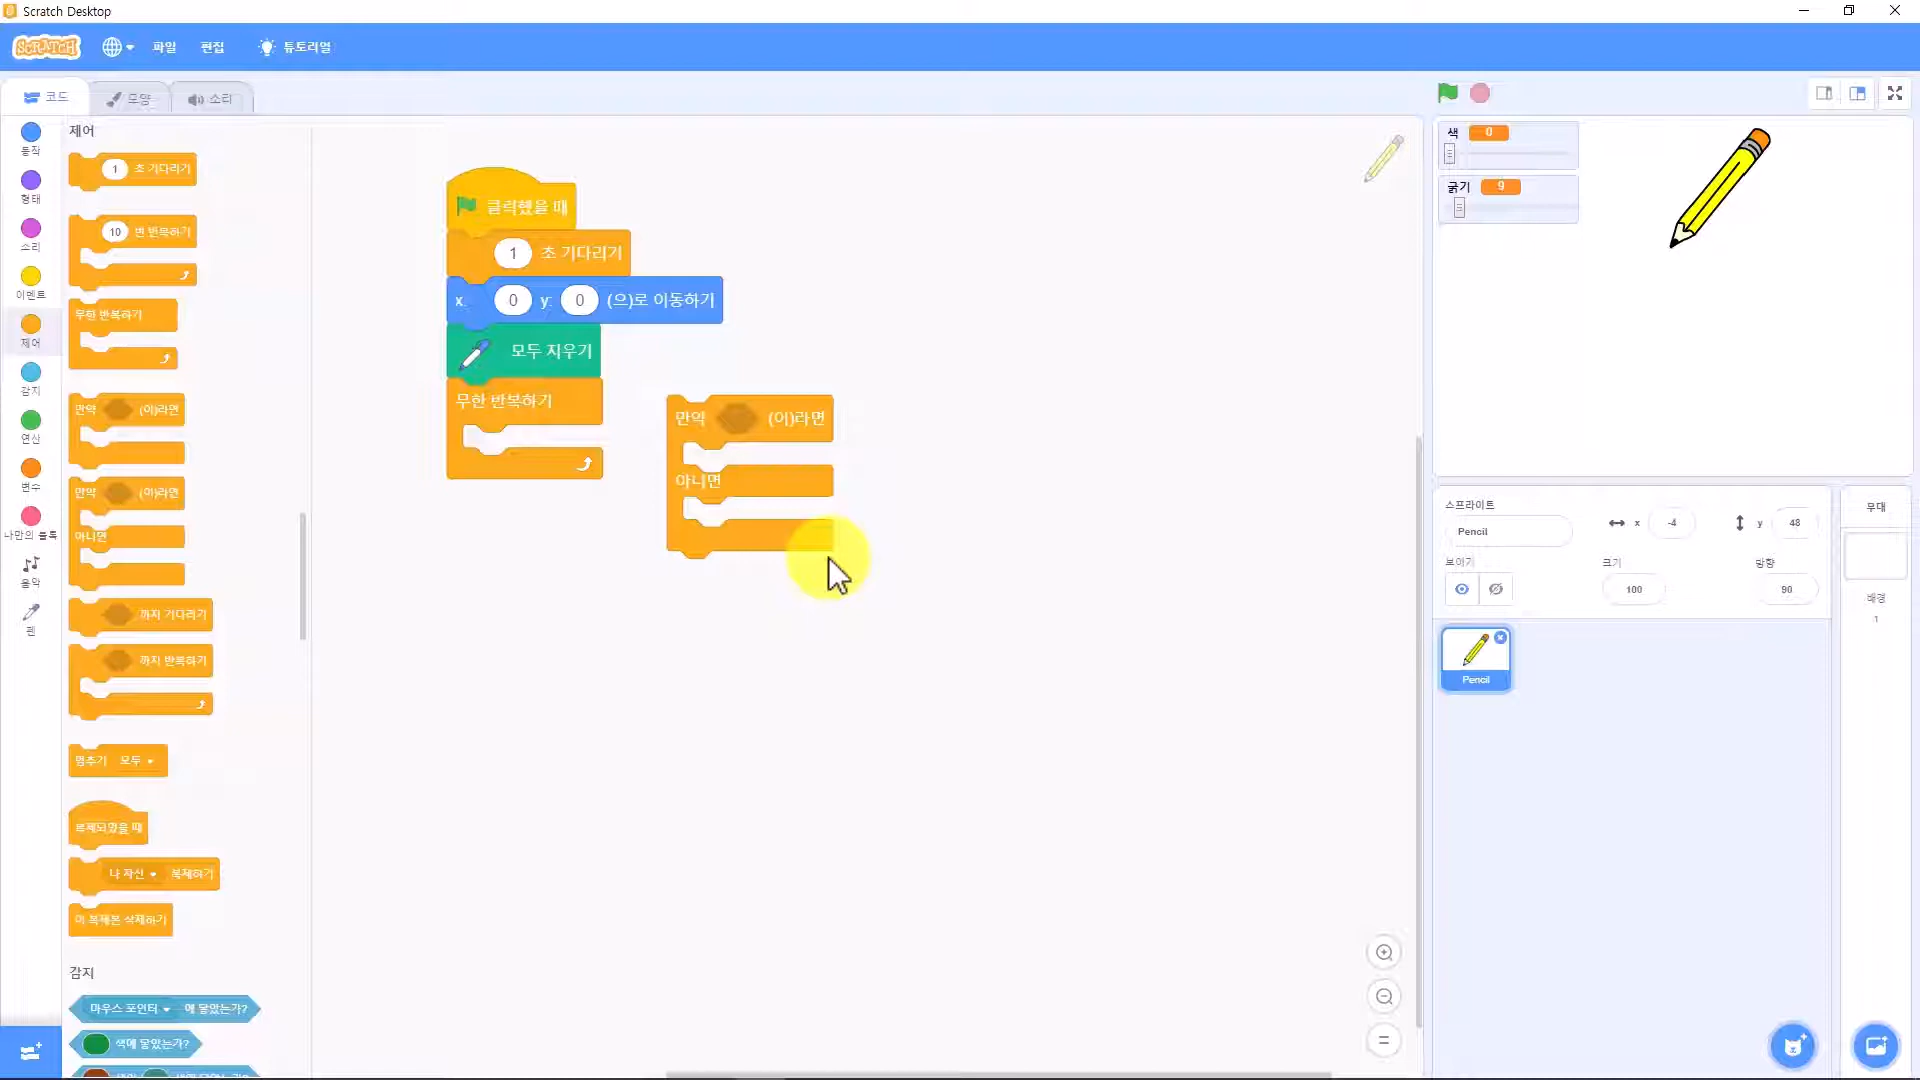 Scratch Desktop
SCRATCH
파일
편집
튜토리얼
코드
모양
소리
동작
형태
소리
이벤트
제어
감지
연산
변수
나만의 블록
음악
펜
제어
1 초 기다리기
10 번 반복하기
무한 반복하기
만약 (이)라면
만약 (이)라면
아니면
까지 기다리기
까지 반복하기
멈추기 모두
복제되었을 때
나 자신 복제하기
이 복제본 삭제하기
감지
마우스 포인터 에 닿았는가?
색에 닿았는가?
클릭했을 때
1 초 기다리기
x: 0 y: 0 (으)로 이동하기
모두 지우기
무한 반복하기
만약 (이)라면
아니면
색 0
굵기 9
스프라이트
Pencil
x -4
y 48
보이기
크기
100
방향
90
Pencil
무대
배경
1